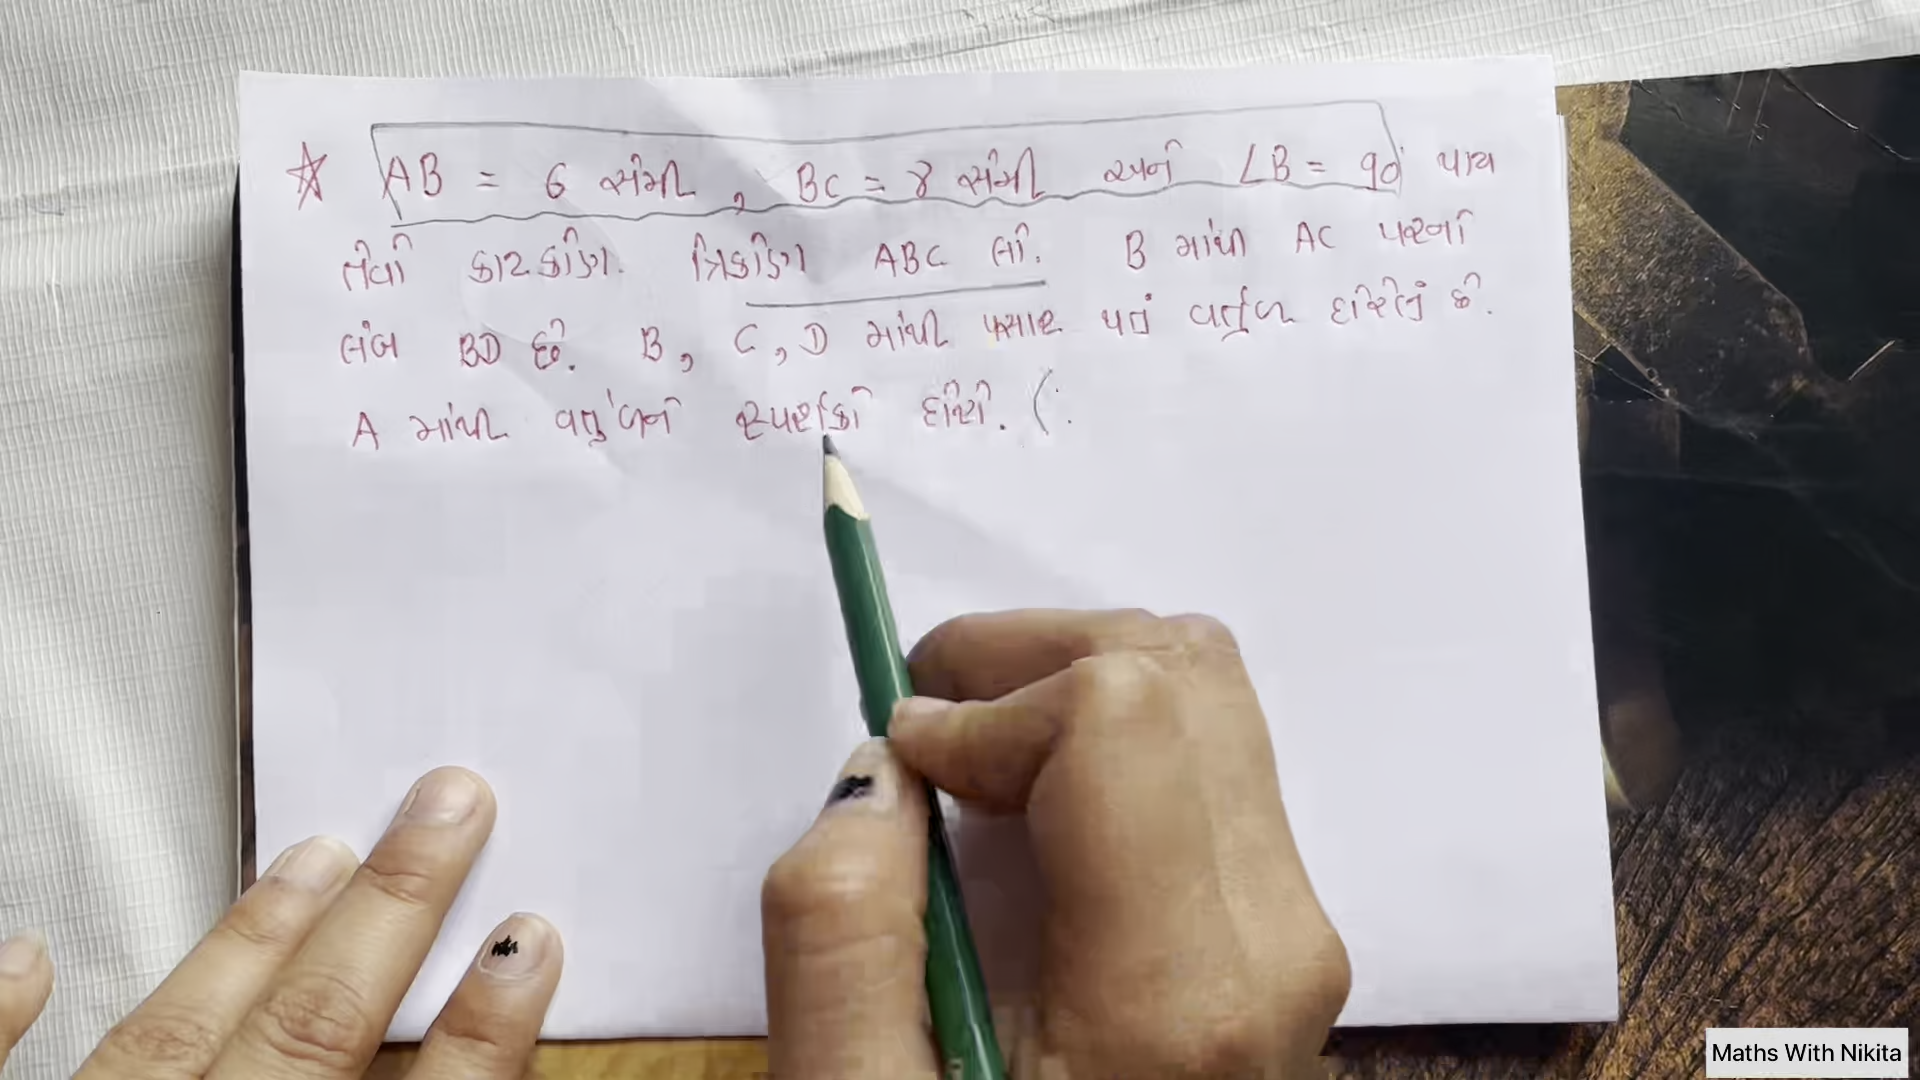 ☆ AB = 6 સેમી , BC = 8 સેમી અને ∠B = 90° થાય
તેવો કાટકોણ ત્રિકોણ ABC લો. B માંથી AC પરનો
લંબ BD છે. B, C, D માંથી પસાર થતું વર્તુળ દોરેલું છે.
A માંથી વર્તુળને સ્પર્શકો દોરો. (:
Maths With Nikita